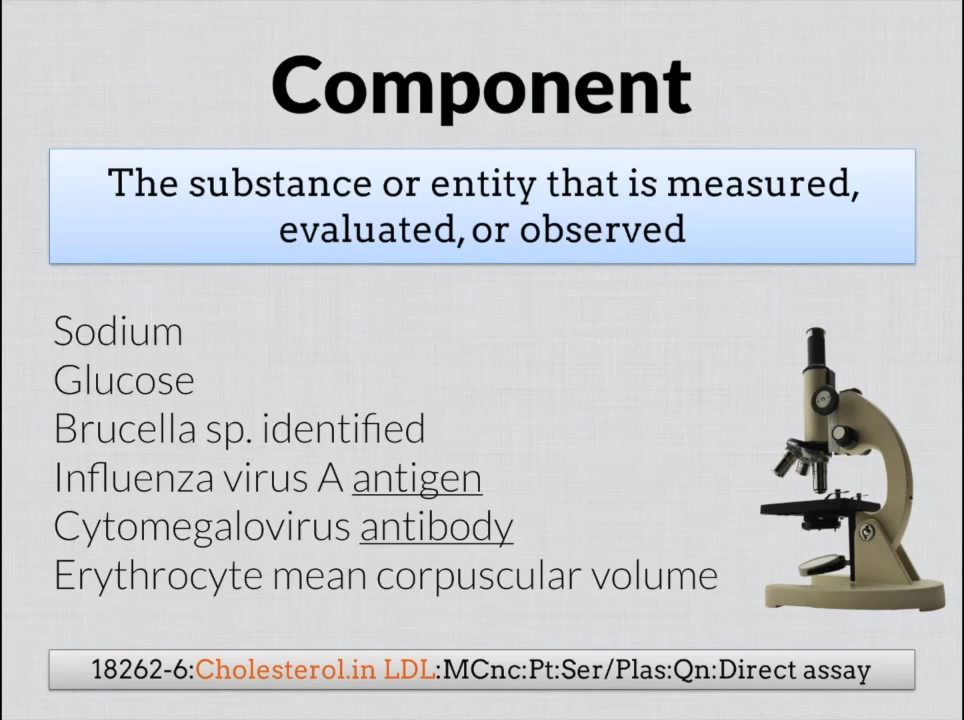 Component
The substance or entity that is measured,
evaluated, or observed
Sodium
Glucose
Brucella sp. identified
Influenza virus A antigen
Cytomegalovirus antibody
Erythrocyte mean corpuscular volume
18262-6:Cholesterol.in LDL:MCnc:Pt:Ser/Plas:Qn:Direct assay